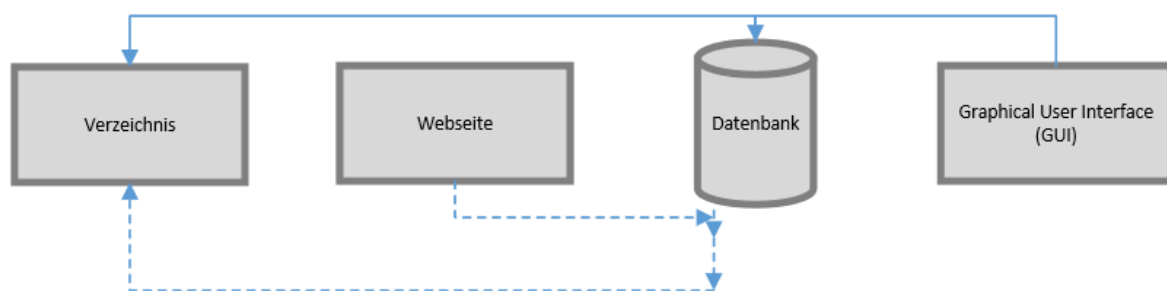 Verzeichnis
Webseite
Datenbank
Graphical User Interface
(GUI)